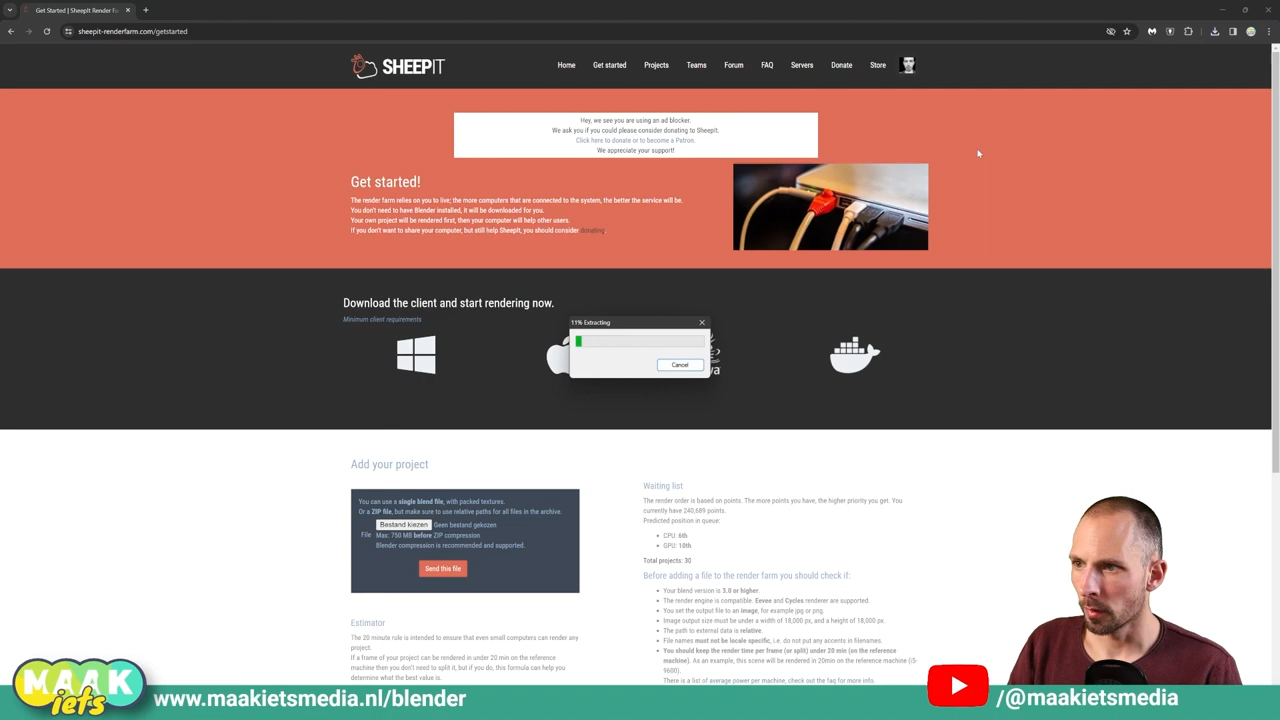 Get Started | SheepIt Render F
sheepit-renderfarm.com/getstarted
SHEEPIT
Home
Get started
Projects
Teams
Forum
FAQ
Servers
Donate
Store
Hey, we see you are using an ad blocker.
We ask you if you could please consider donating to SheepIt.
Click here to donate or to become a Patron.
We appreciate your support!
Get started!
The render farm relies on you to live; the more computers that are connected to the system, the better the service will be.
You don't need to have Blender installed, it will be downloaded for you.
Your own project will be rendered first, then your computer will help other users.
If you don't want to share your computer, but still help SheepIt, you should consider donating.
Download the client and start rendering now.
Minimum client requirements
11% Extracting
Cancel
va
Add your project
You can use a single blend file, with packed textures.
Or a ZIP file, but make sure to use relative paths for all files in the archive.
Bestand kiezen Geen bestand gekozen
File Max: 750 MB before ZIP compression
Blender compression is recommended and supported.
Send this file
Estimator
The 20 minute rule is intended to ensure that even small computers can render any
project.
If a frame of your project can be rendered in under 20 min on the reference
machine then you don't need to split it, but if you do, this formula can help you
determine what the best value is.
Waiting list
The render order is based on points. The more points you have, the higher priority you get. You
currently have 240,689 points.
Predicted position in queue:
CPU: 6th
GPU: 10th
Total projects: 30
Before adding a file to the render farm you should check if:
Your blend version is 3.0 or higher.
The render engine is compatible. Eevee and Cycles renderer are supported.
You set the output file to an image, for example jpg or png.
Image output size must be under a width of 18,000 px, and a height of 18,000 px.
The path to external data is relative.
File names must not be locale specific, i.e. do not put any accents in filenames.
You should keep the render time per frame (or split) under 20 min (on the reference
machine). As an example, this scene will be rendered in 20min on the reference machine (i5-
9600).
There is a list of average power per machine, check out the faq for more info.
MAAK
iets
www.maakietsmedia.nl/blender
/@maakietsmedia